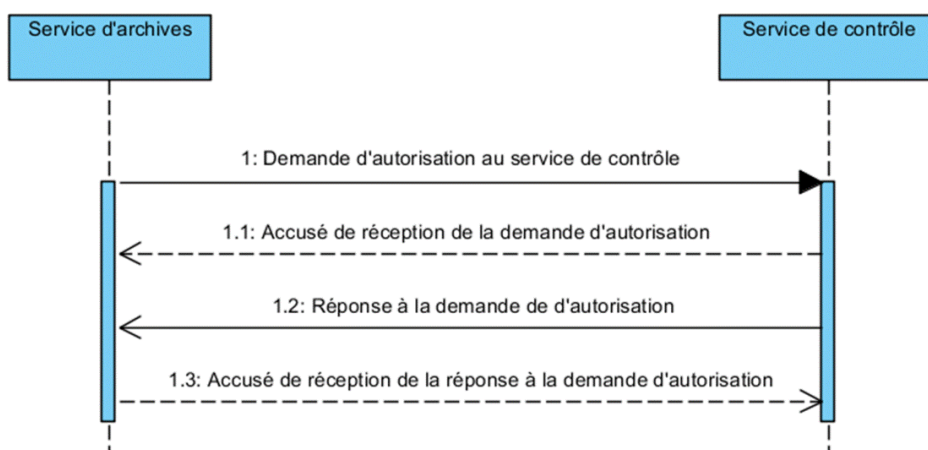 Service d'archives
Service de contrôle
1: Demande d'autorisation au service de contrôle
1.1: Accusé de réception de la demande d'autorisation
1.2: Réponse à la demande de d'autorisation
1.3: Accusé de réception de la réponse à la demande d'autorisation